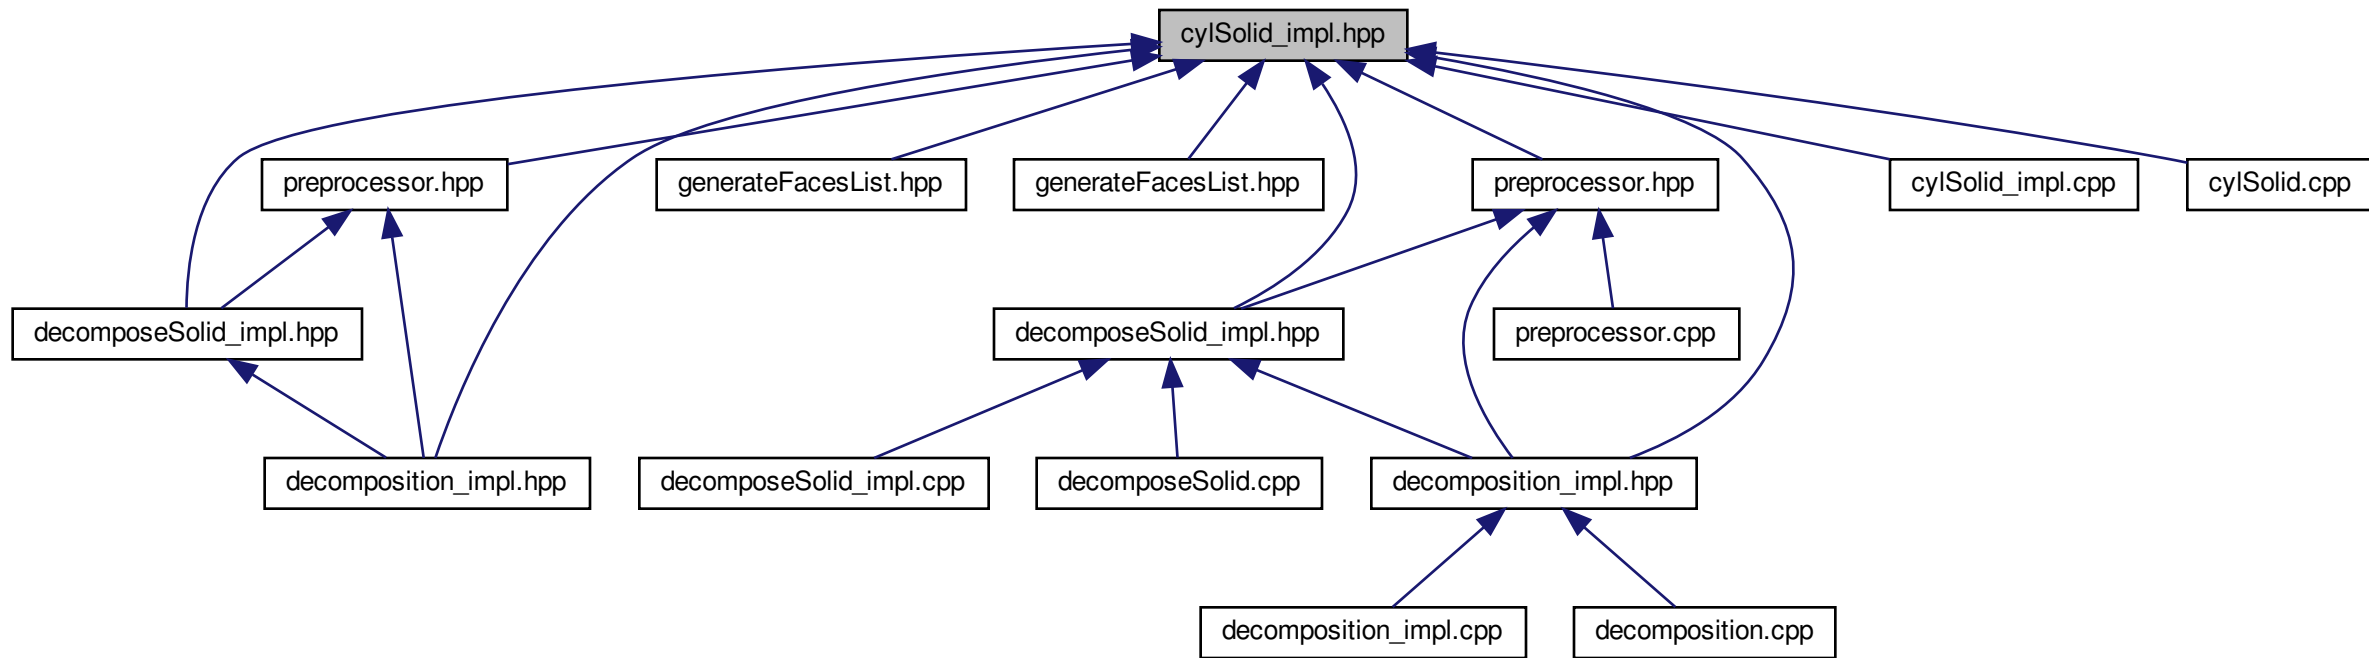 cylSolid_impl.hpp
preprocessor.hpp
generateFacesList.hpp
generateFacesList.hpp
preprocessor.hpp
cylSolid_impl.cpp
cylSolid.cpp
decomposeSolid_impl.hpp
decomposeSolid_impl.hpp
preprocessor.cpp
decomposition_impl.hpp
decomposeSolid_impl.cpp
decomposeSolid.cpp
decomposition_impl.hpp
decomposition_impl.cpp
decomposition.cpp